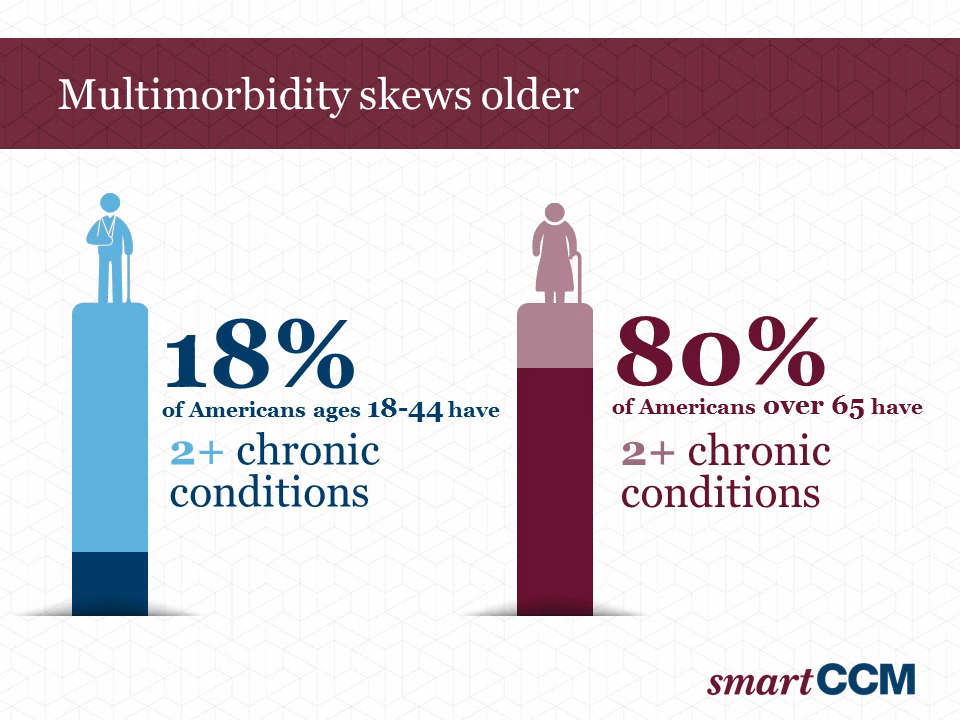 Multimorbidity skews older
18%
of Americans ages 18-44 have
2+ chronic
conditions
80%
of Americans over 65 have
2+ chronic
conditions
smartCCM